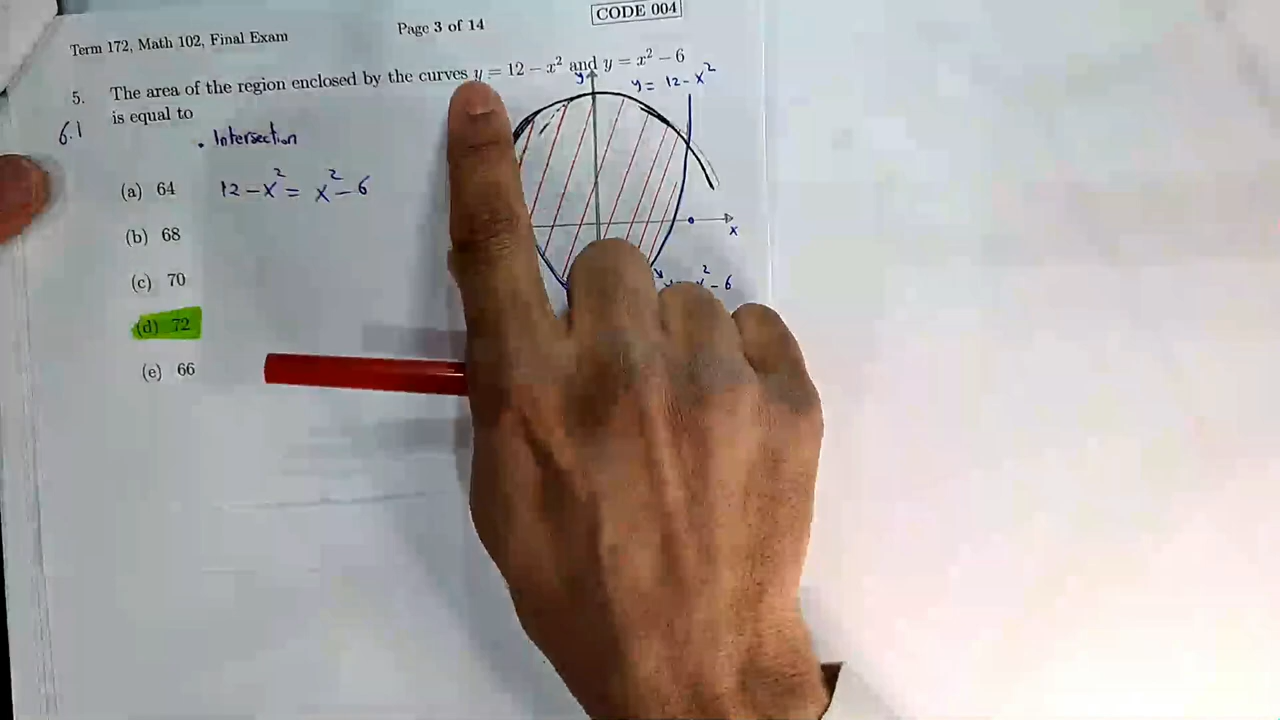 Term 172, Math 102, Final Exam
Page 3 of 14
CODE 004
5. The area of the region enclosed by the curves y = 12 − x² and y = x² − 6
is equal to
6.1
. Intersection
12 − x² = x² − 6
(a) 64
(b) 68
(c) 70
(d) 72
(e) 66
y
y = 12 − x²
x
x² − 6